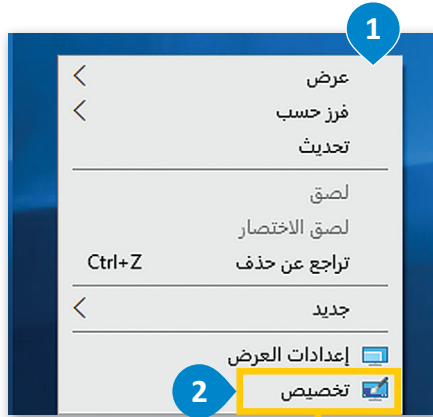 1
عرض
فرز حسب
تحديث
لصق
لصق الاختصار
تراجع عن حذف Ctrl+Z
جديد
إعدادات العرض
تخصيص 2